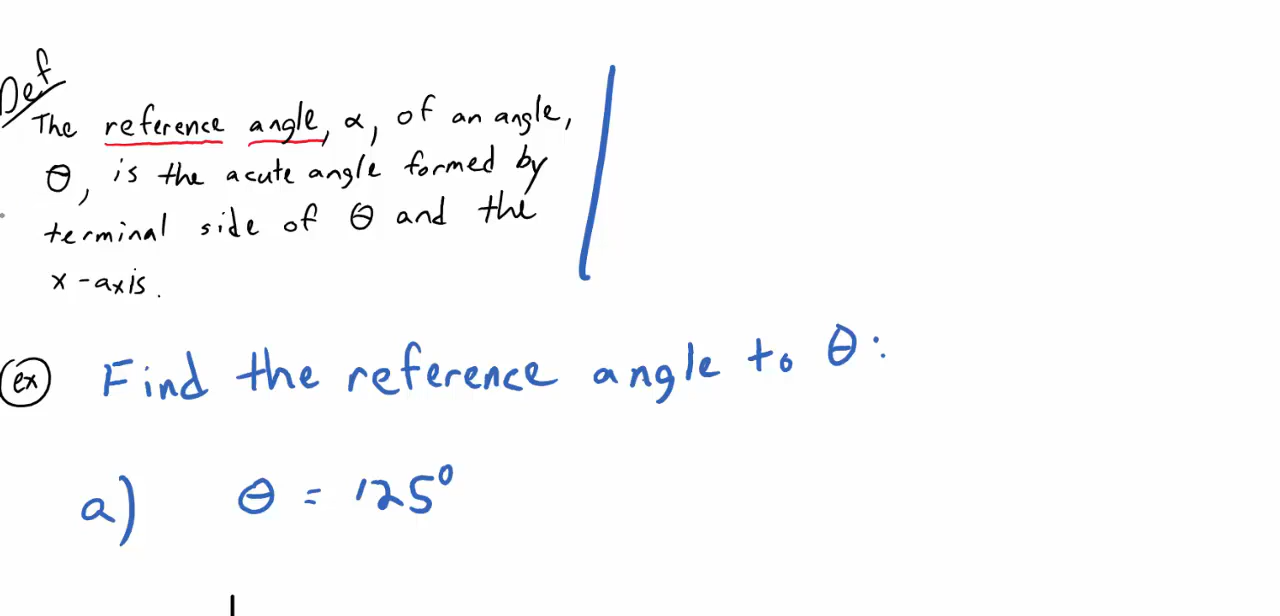 Def
The reference angle, α, of an angle,
θ, is the acute angle formed by
terminal side of θ and the
x-axis.
ex Find the reference angle to θ:
a) θ = 125°